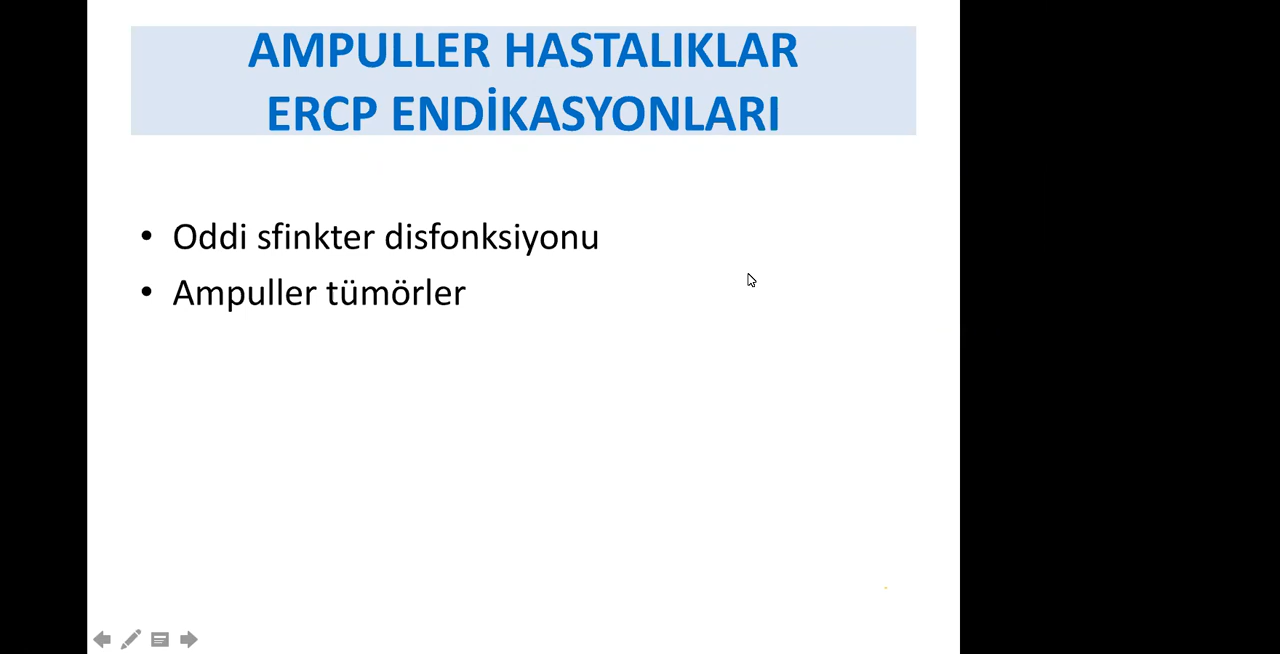 AMPULLER HASTALIKLAR
ERCP ENDİKASYONLARI
• Oddi sfinkter disfonksiyonu
• Ampuller tümörler